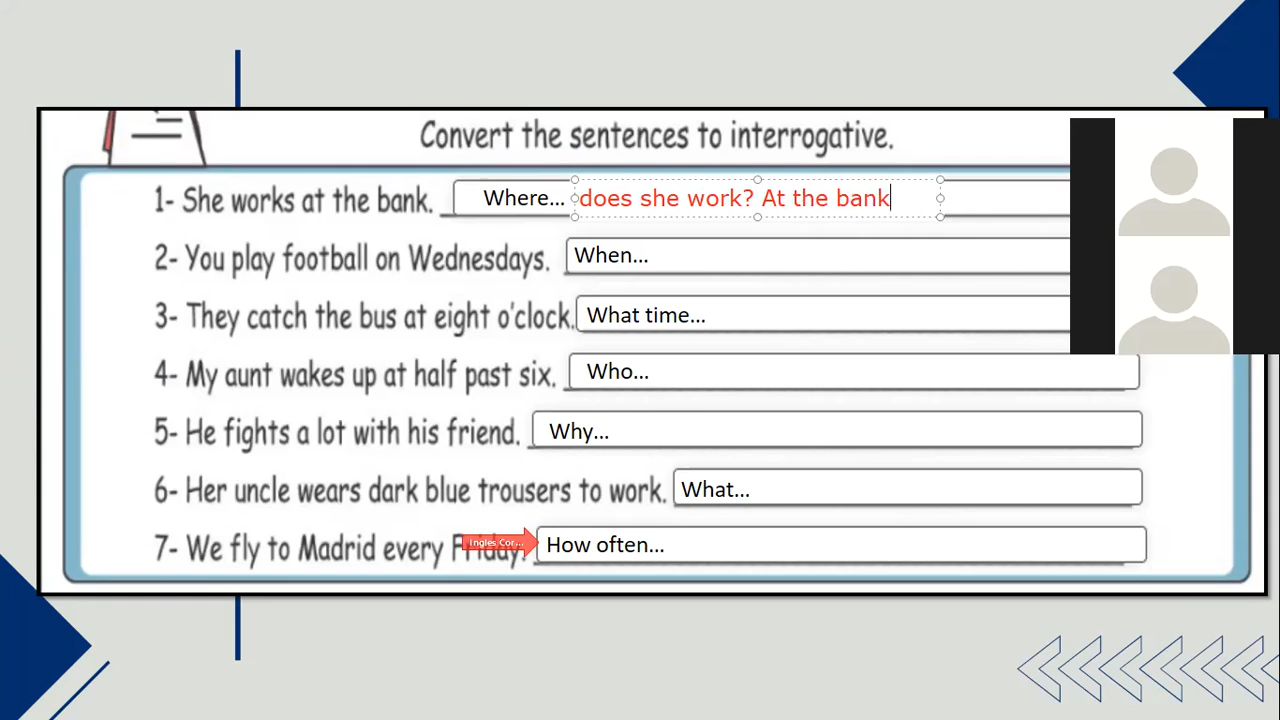 Convert the sentences to interrogative.
1- She works at the bank. Where... does she work? At the bank
2- You play football on Wednesdays. When...
3- They catch the bus at eight o'clock. What time...
4- My aunt wakes up at half past six. Who...
5- He fights a lot with his friend. Why...
6- Her uncle wears dark blue trousers to work. What...
7- We fly to Madrid every Friday. Ingles Cor... How often...